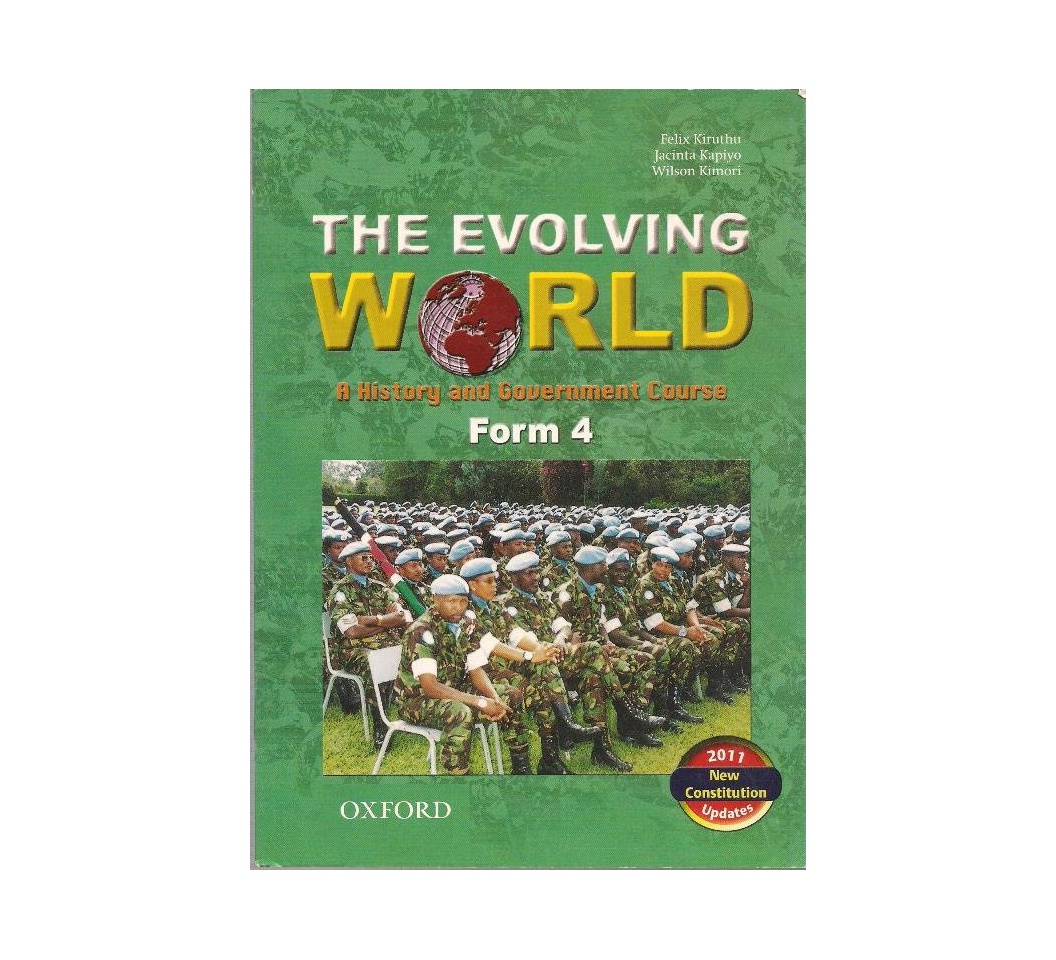 Felix Kiruthu
Jacinta Kapiyo
Wilson Kimori
THE EVOLVING
WORLD
A History and Government Course
Form 4
2011
New
Constitution
Updates
OXFORD